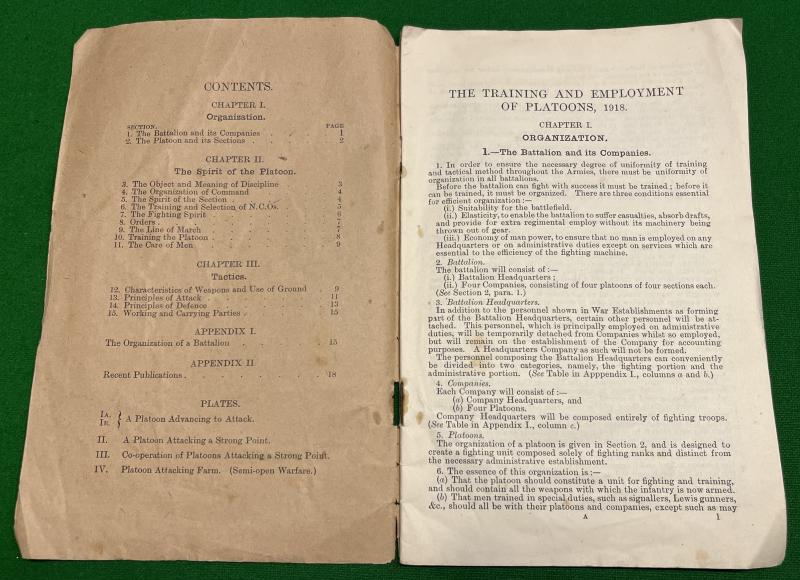 CONTENTS.
CHAPTER I.
Organization.
SECTION. PAGE
1. The Battalion and its Companies . . . 1
2. The Platoon and its Sections . . . 2
CHAPTER II.
The Spirit of the Platoon.
3. The Object and Meaning of Discipline . . 3
4. The Organization of Command . . . 4
5. The Spirit of the Section . . . . 4
6. The Training and Selection of N.C.Os. . . 5
7. The Fighting Spirit . . . . . 6
8. Orders . . . . . . . 7
9. The Line of March . . . . . 7
10. Training the Platoon . . . . . 8
11. The Care of Men . . . . . 9
CHAPTER III.
Tactics.
12. Characteristics of Weapons and Use of Ground 9
13. Principles of Attack . . . . 11
14. Principles of Defence . . . . 13
15. Working and Carrying Parties . . . 15
APPENDIX I.
The Organization of a Battalion . . . 15
APPENDIX II.
Recent Publications . . . . . 18
PLATES.
IA. } A Platoon Advancing to Attack.
IB.
II. A Platoon Attacking a Strong Point.
III. Co-operation of Platoons Attacking a Strong Point.
IV. Platoon Attacking Farm. (Semi-open Warfare.)
THE TRAINING AND EMPLOYMENT
OF PLATOONS, 1918.
CHAPTER I.
ORGANIZATION.
1.—The Battalion and its Companies.
1. In order to ensure the necessary degree of uniformity of training
and tactical method throughout the Armies, there must be uniformity of
organization in all battalions.
Before the battalion can fight with success it must be trained; before it
can be trained, it must be organized. There are three conditions essential
for efficient organization:—
(i.) Suitability for the battlefield.
(ii.) Elasticity, to enable the battalion to suffer casualties, absorb drafts,
and provide for extra regimental employ without its machinery being
thrown out of gear.
(iii.) Economy of man power, to ensure that no man is employed on any
Headquarters or on administrative duties except on services which are
essential to the efficiency of the fighting machine.
2. Battalion.
The battalion will consist of:—
(i.) Battalion Headquarters;
(ii.) Four Companies, consisting of four platoons of four sections each.
(See Section 2, para. 1.)
3. Battalion Headquarters.
In addition to the personnel shown in War Establishments as forming
part of the Battalion Headquarters, certain other personnel will be at-
tached. This personnel, which is principally employed on administrative
duties, will be temporarily detached from Companies whilst so employed,
but will remain on the establishment of the Company for accounting
purposes. A Headquarters Company as such will not be formed.
The personnel composing the Battalion Headquarters can conveniently
be divided into two categories, namely, the fighting portion and the
administrative portion. (See Table in Apppendix I., columns a and b.)
4. Companies.
Each Company will consist of:—
(a) Company Headquarters, and
(b) Four Platoons.
Company Headquarters will be composed entirely of fighting troops.
(See Table in Appendix I., column c.)
5. Platoons.
The organization of a platoon is given in Section 2, and is designed to
create a fighting unit composed solely of fighting ranks and distinct from
the necessary administrative establishment.
6. The essence of this organization is:—
(a) That the platoon should constitute a unit for fighting and training,
and should contain all the weapons with which the infantry is now armed.
(b) That men trained in special duties, such as signallers, Lewis gunners,
&c., should all be with their platoons and companies, except such as may
A 1